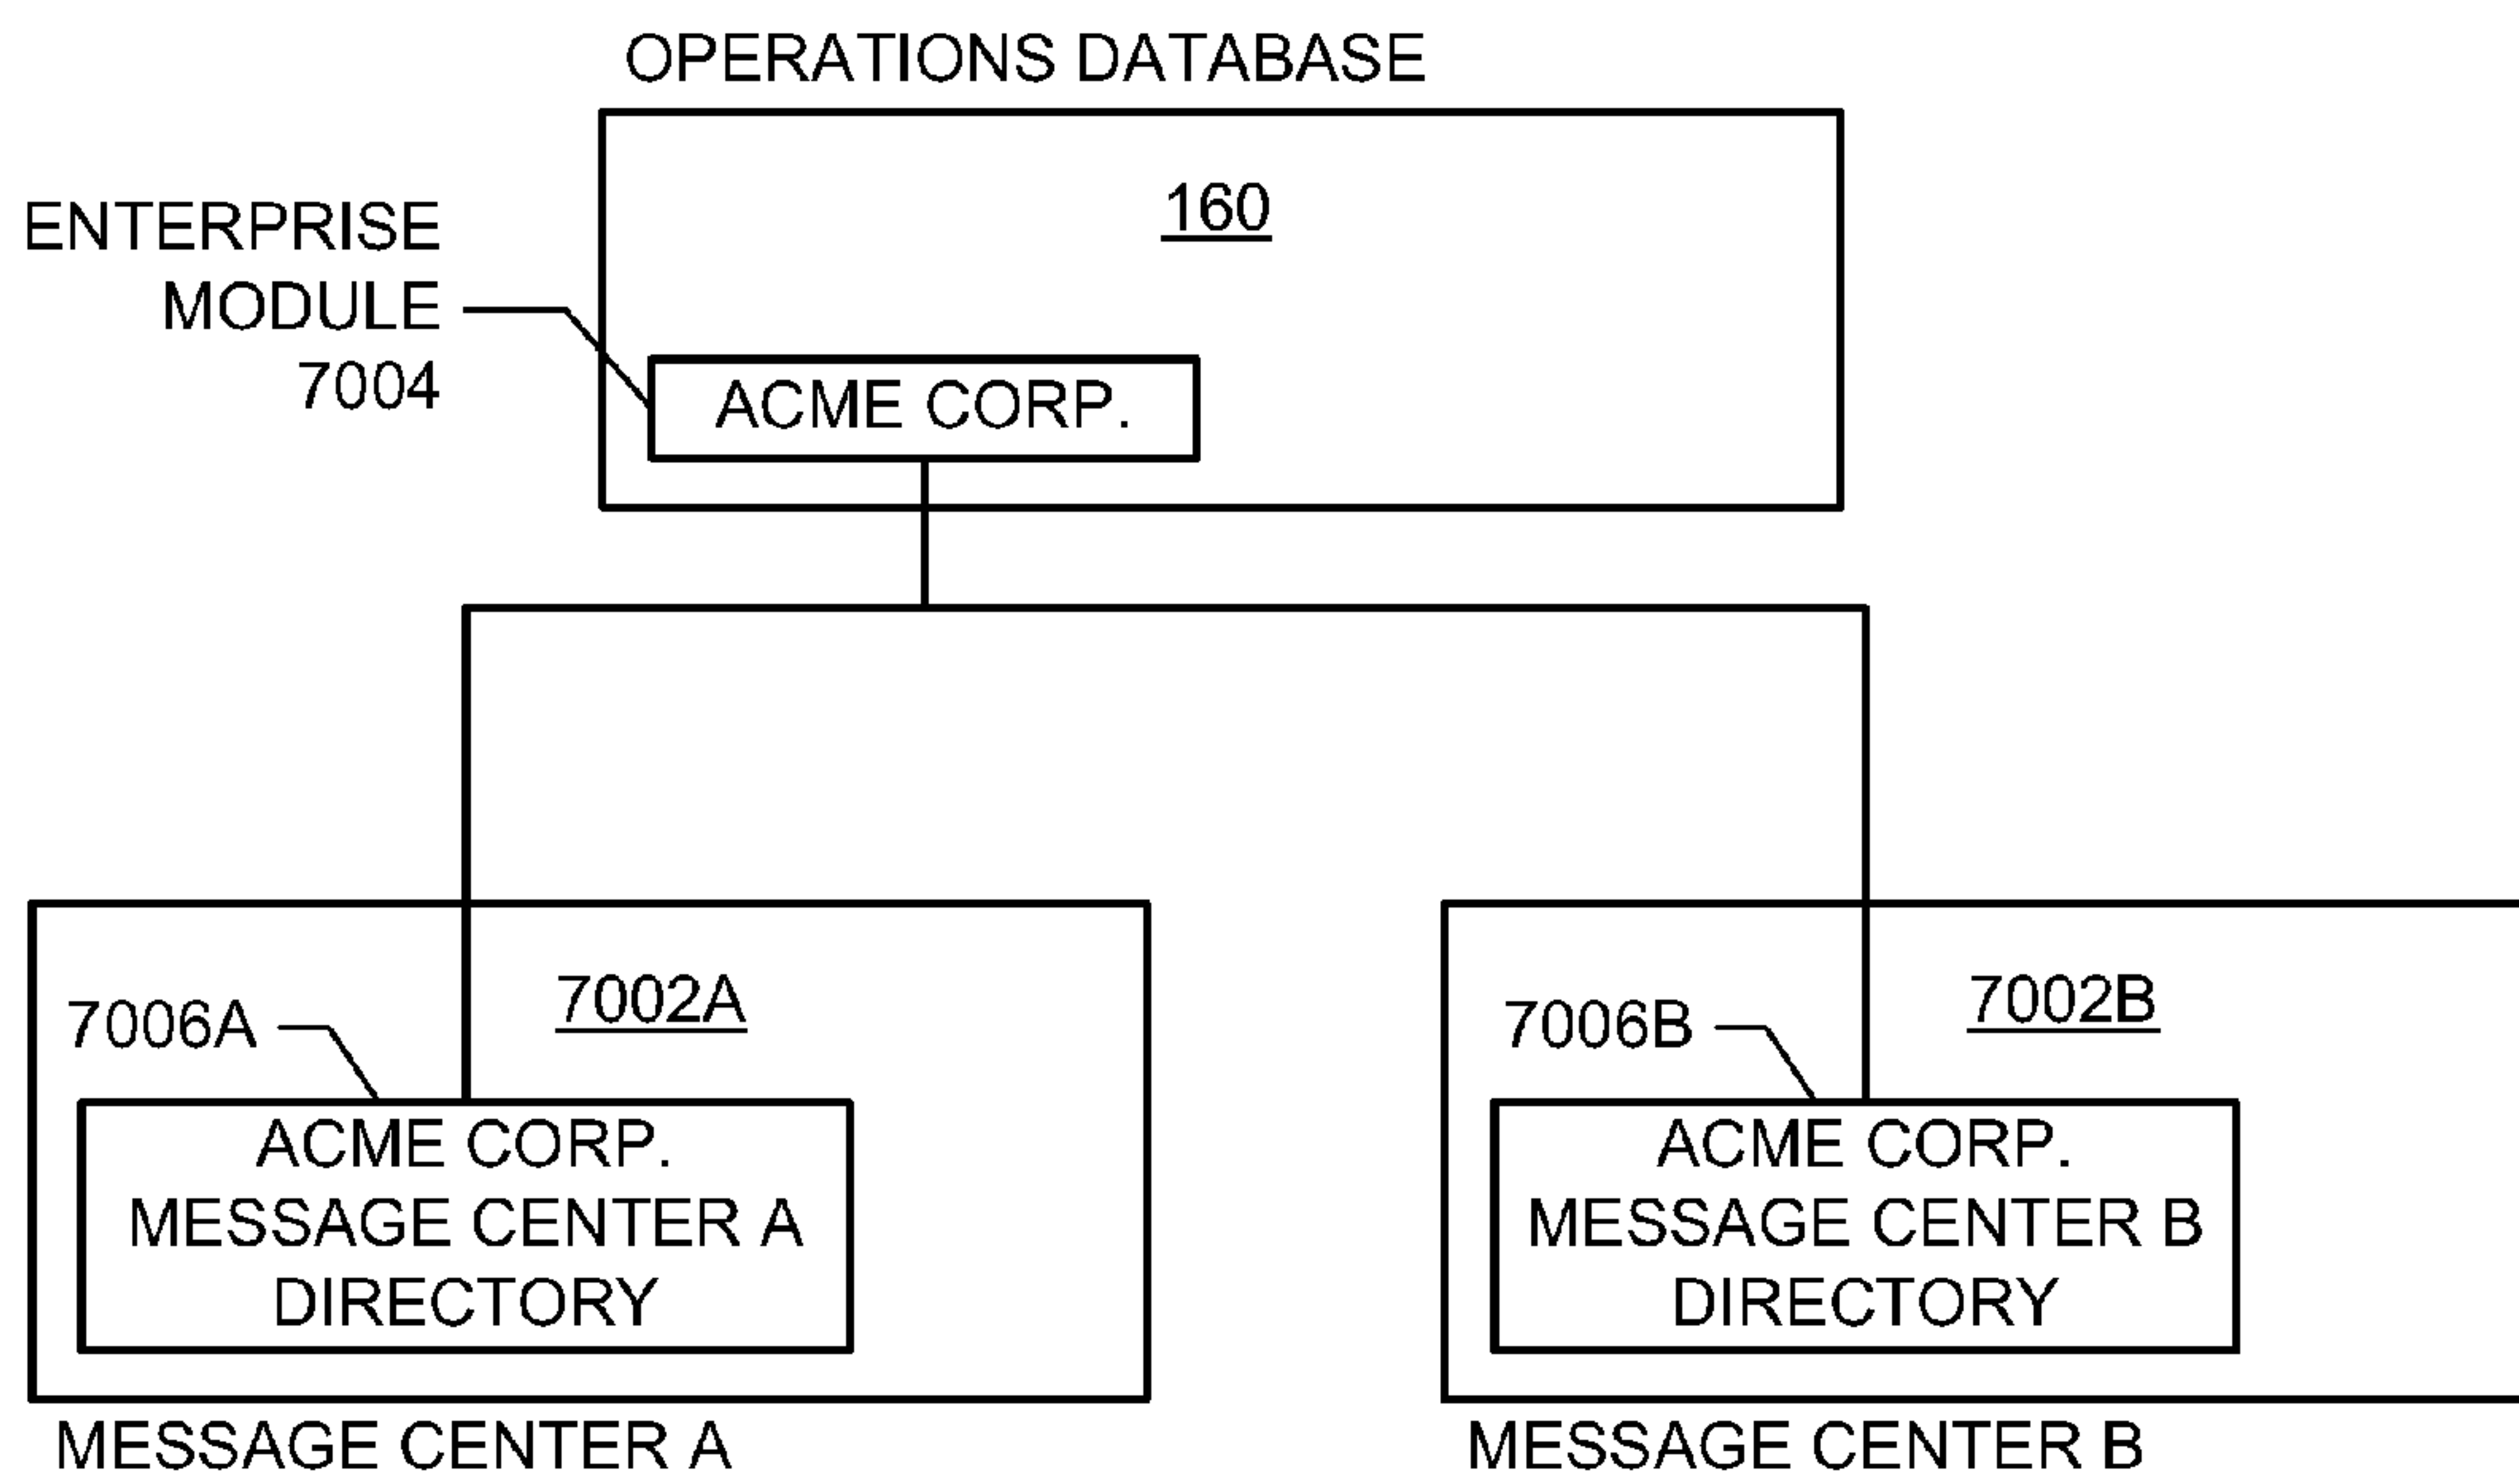 OPERATIONS DATABASE
160
ENTERPRISE
MODULE
7004
ACME CORP.
7002A
7006A
ACME CORP.
MESSAGE CENTER A
DIRECTORY
MESSAGE CENTER A
7002B
7006B
ACME CORP.
MESSAGE CENTER B
DIRECTORY
MESSAGE CENTER B